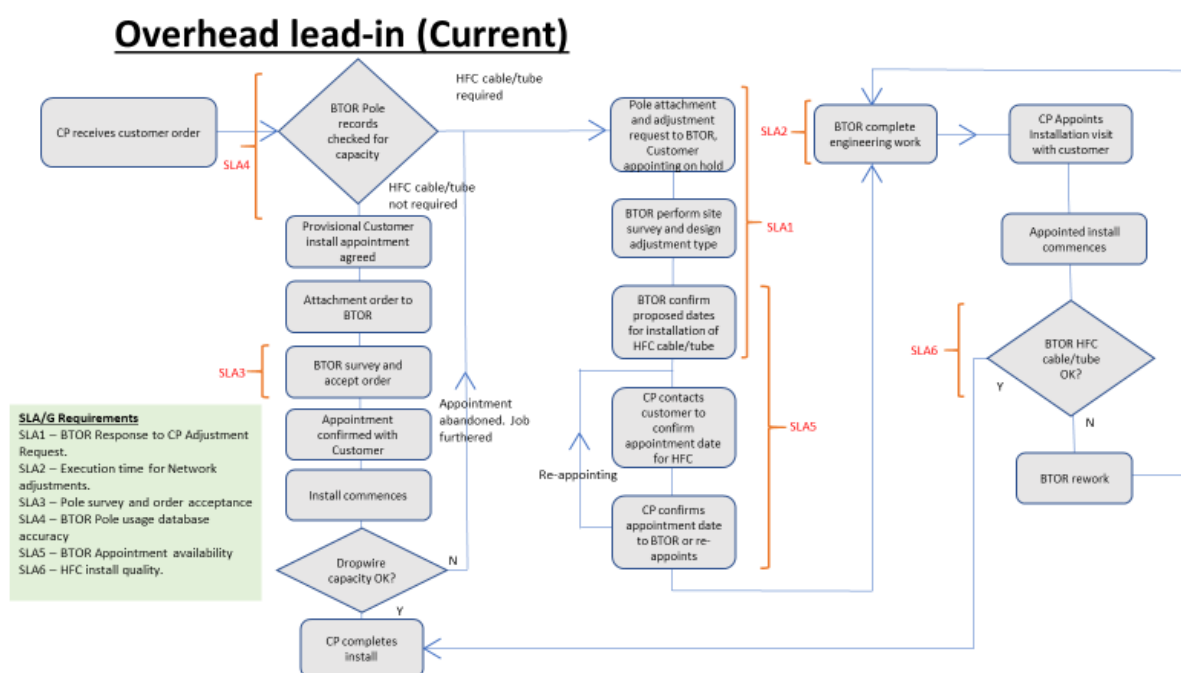 Overhead lead-in (Current)
CP receives customer order
SLA4
BTOR Pole
records
checked for
capacity
HFC cable/tube
required
HFC cable/tube
not required
Provisional Customer
install appointment
agreed
Attachment order to
BTOR
SLA3
BTOR survey and
accept order
Appointment
confirmed with
Customer
Install commences
Dropwire
capacity OK?
N
Y
CP completes
install
Appointment
abandoned. Job
furthered
Pole attachment
and adjustment
request to BTOR,
Customer
appointing on hold
BTOR perform site
survey and design
adjustment type
SLA1
BTOR confirm
proposed dates
for installation of
HFC cable/tube
CP contacts
customer to
confirm
appointment date
for HFC
SLA5
Re-appointing
CP confirms
appointment date
to BTOR or re-
appoints
SLA2
BTOR complete
engineering work
CP Appoints
Installation visit
with customer
Appointed install
commences
SLA6
BTOR HFC
cable/tube
OK?
Y
N
BTOR rework
SLA/G Requirements
SLA1 – BTOR Response to CP Adjustment
Request.
SLA2 – Execution time for Network
adjustments.
SLA3 – Pole survey and order acceptance
SLA4 – BTOR Pole usage database
accuracy
SLA5 – BTOR Appointment availability
SLA6 – HFC install quality.